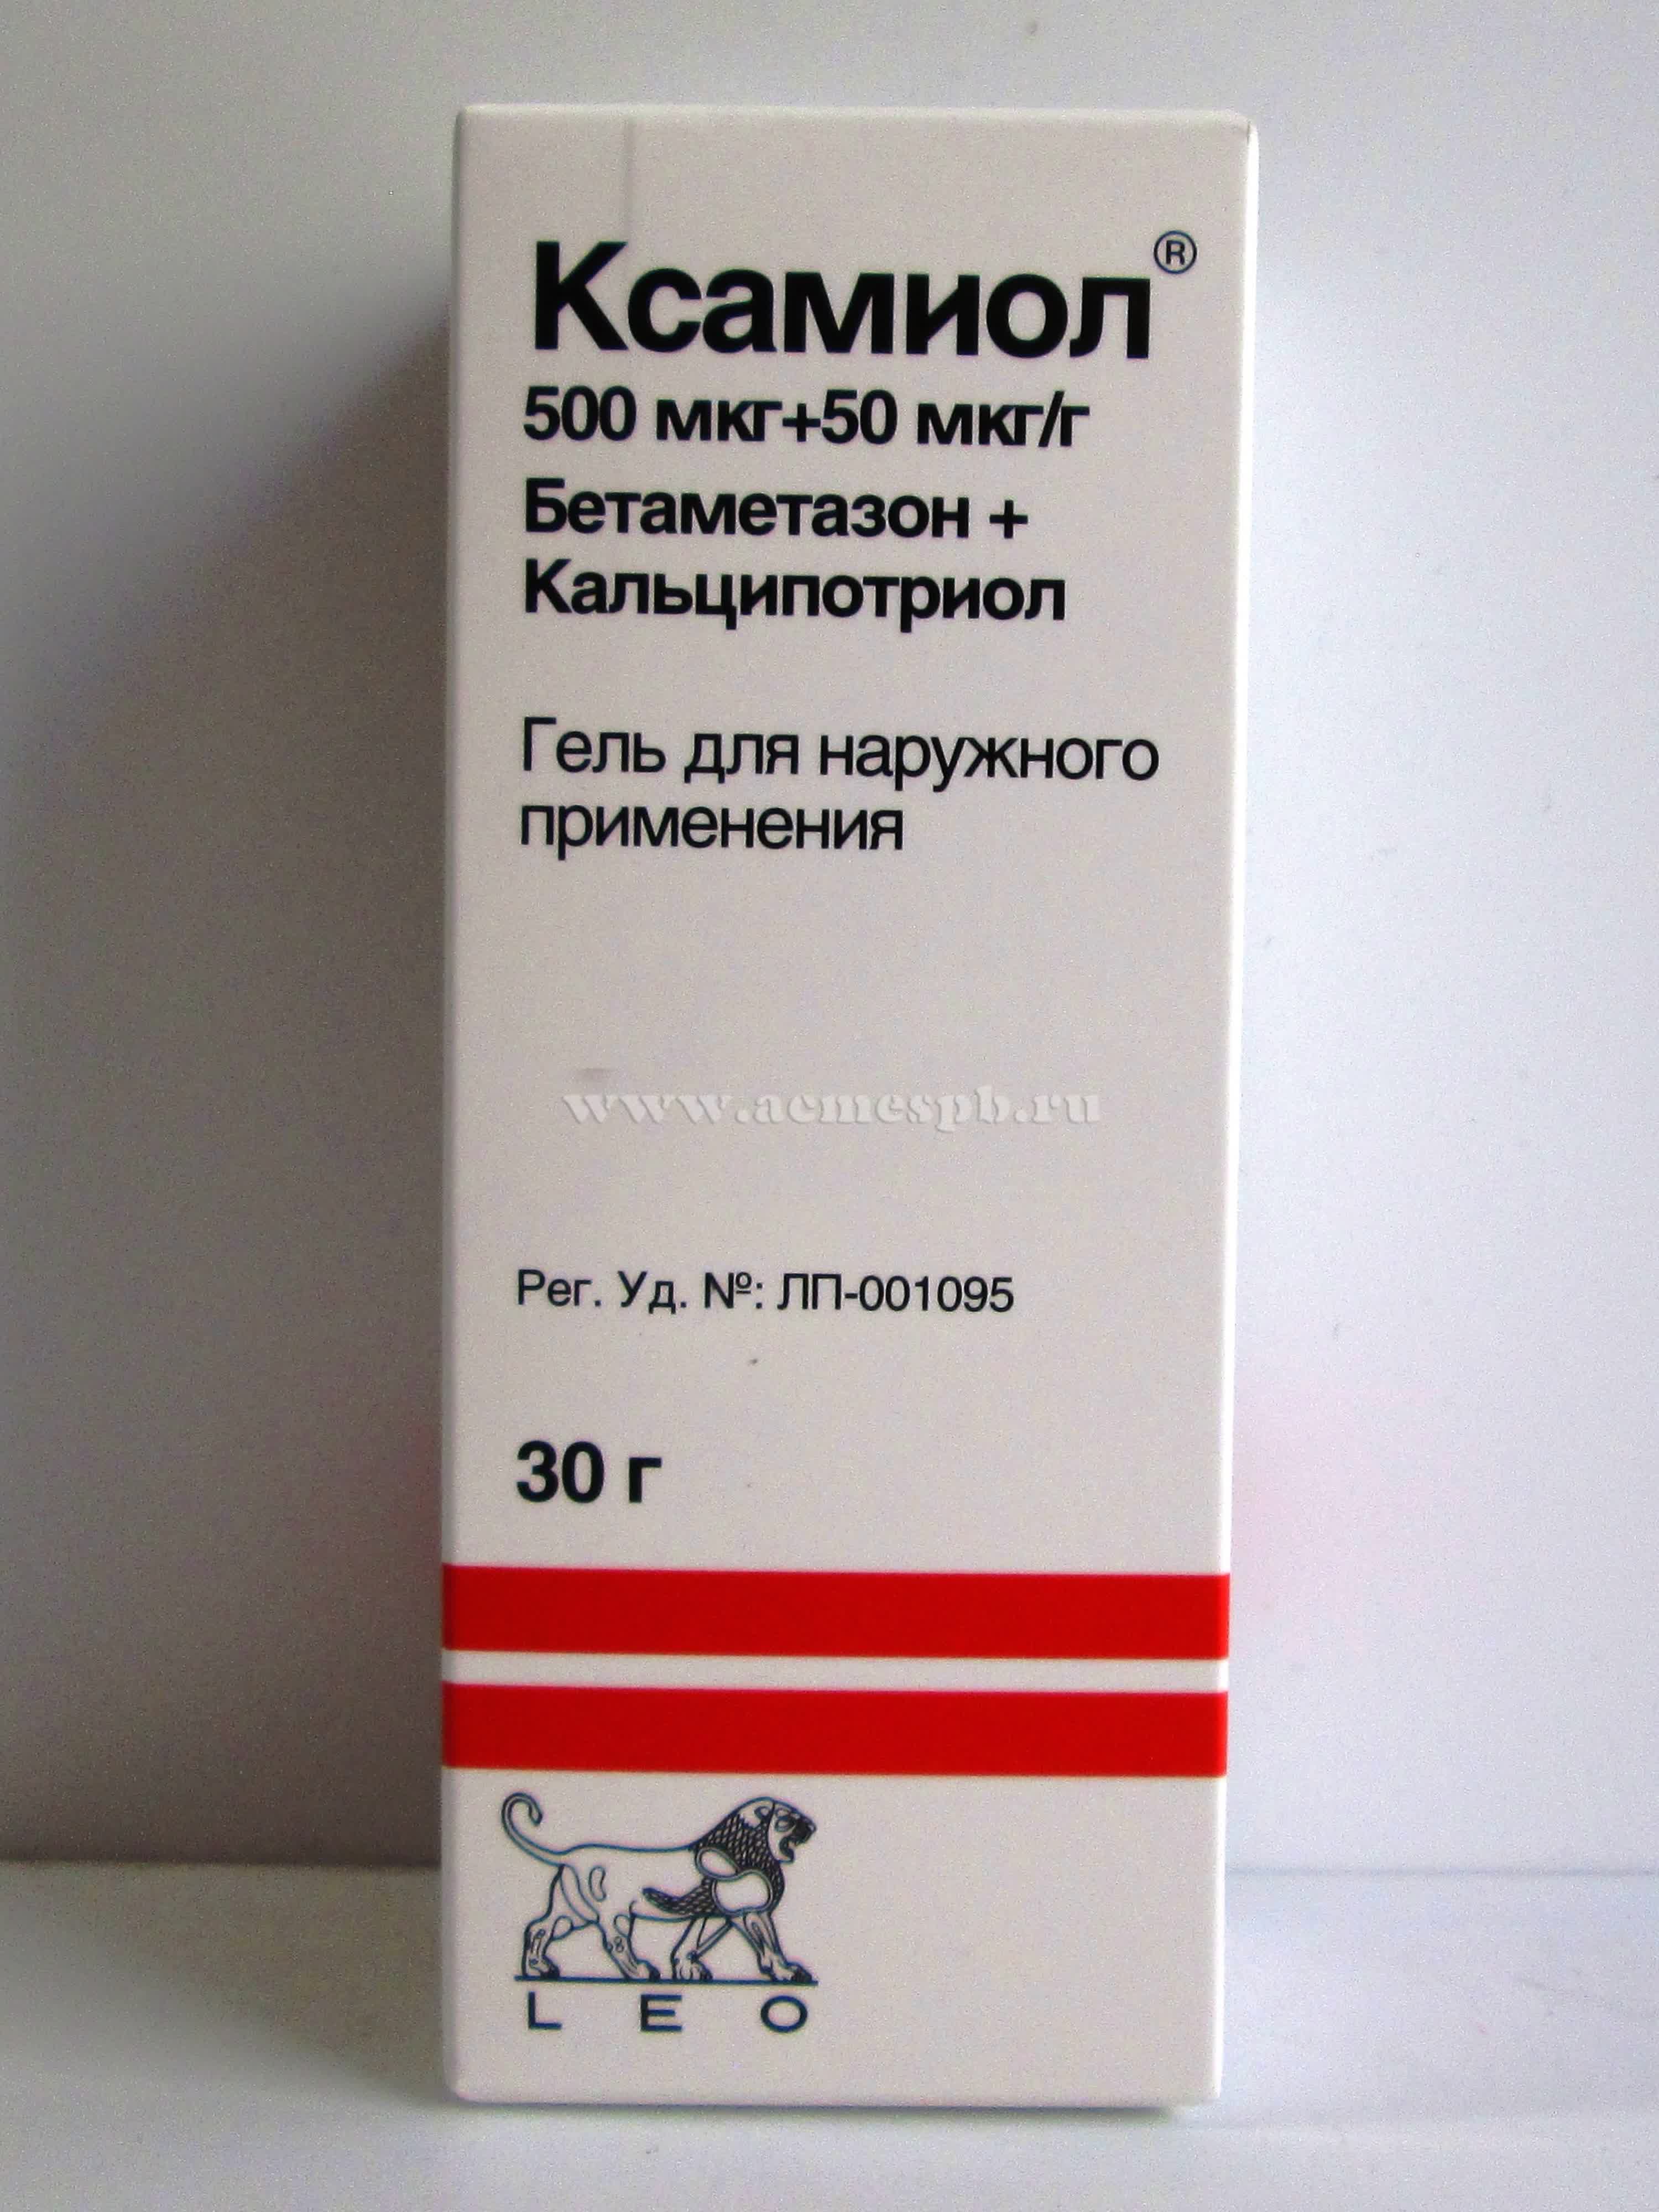 Ксамиол®
500 мкг+50 мкг/г
Бетаметазон +
Кальципотриол
Гель для наружного
применения
www.acmespb.ru
Рег. Уд. №: ЛП-001095
30 г
LEO